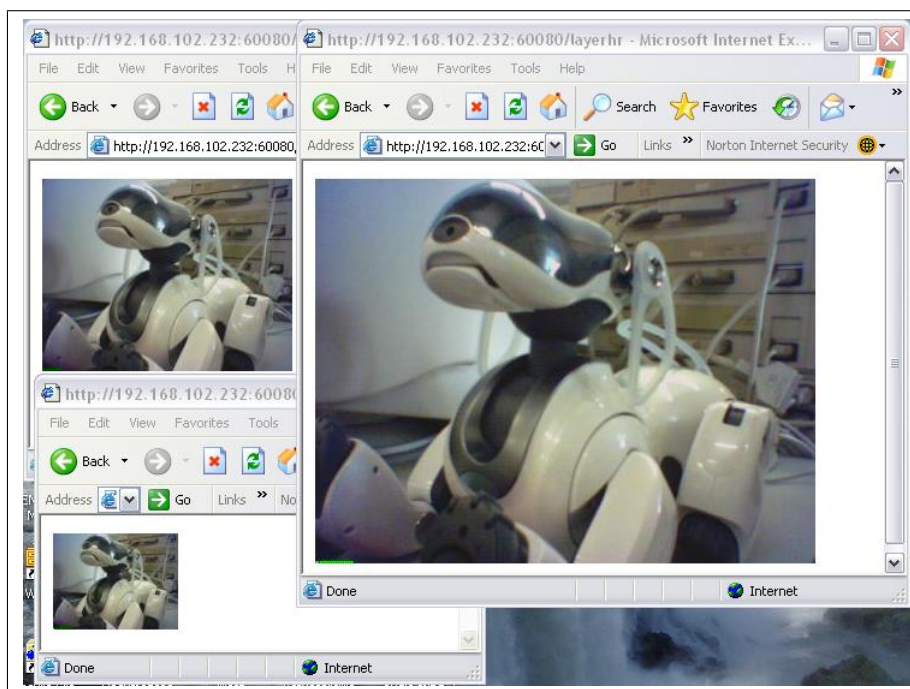 http://192.168.102.232:60080/
File Edit View Favorites Tools H
Back
Address http://192.168.102.232:60080,
http://192.168.102.232:60080/layerhr - Microsoft Internet Ex...
File Edit View Favorites Tools Help
Back Search Favorites »
Address http://192.168.102.232:6C Go Links » Norton Internet Security
http://192.168.102.232:6008
File Edit View Favorites Tools
Back
Address Go Links » No
Done Internet
Done Internet